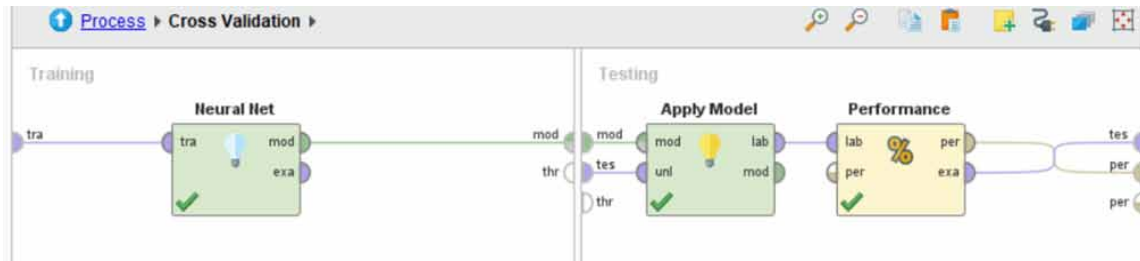 Process ▸ Cross Validation ▸
Training
Testing
Neural Net
Apply Model
Performance
tra
tra
mod
exa
mod
thr
mod
tes
thr
mod
unl
lab
mod
lab
per
%
per
exa
tes
per
per